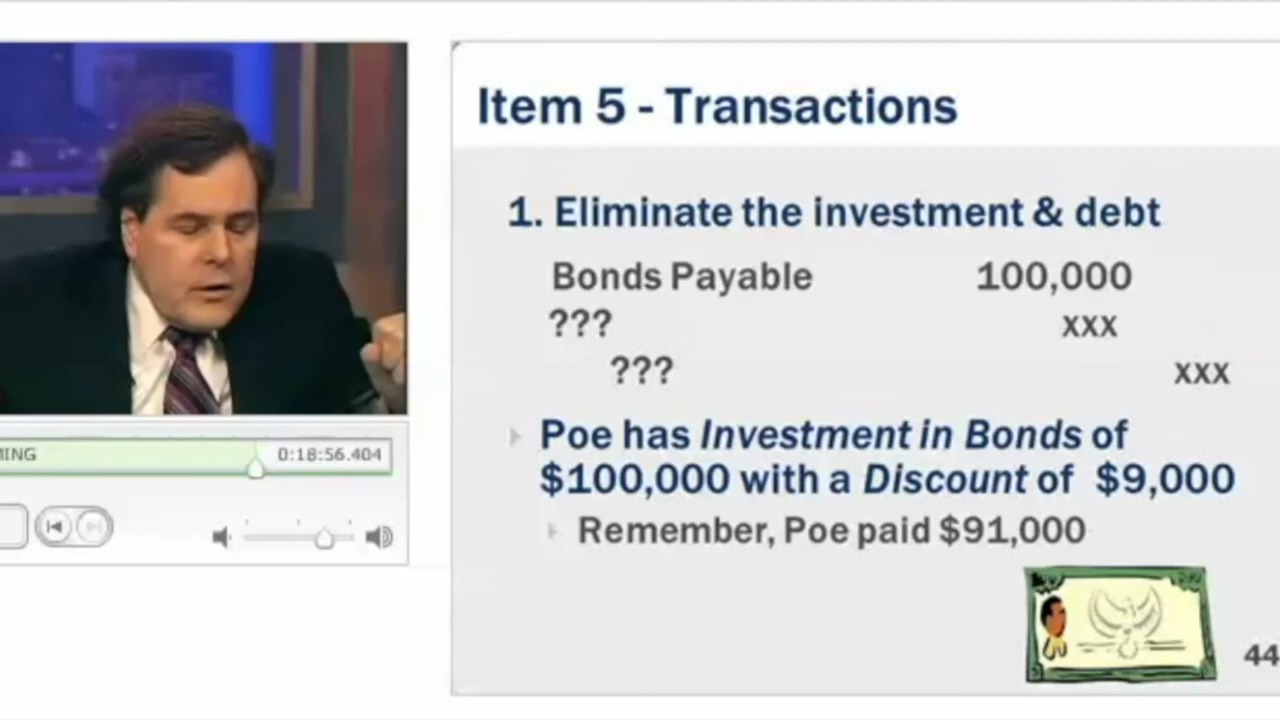 Item 5 - Transactions
1. Eliminate the investment & debt
Bonds Payable 100,000
??? xxx
??? xxx
Poe has Investment in Bonds of
$100,000 with a Discount of $9,000
Remember, Poe paid $91,000
44
MING 0:18:56.404